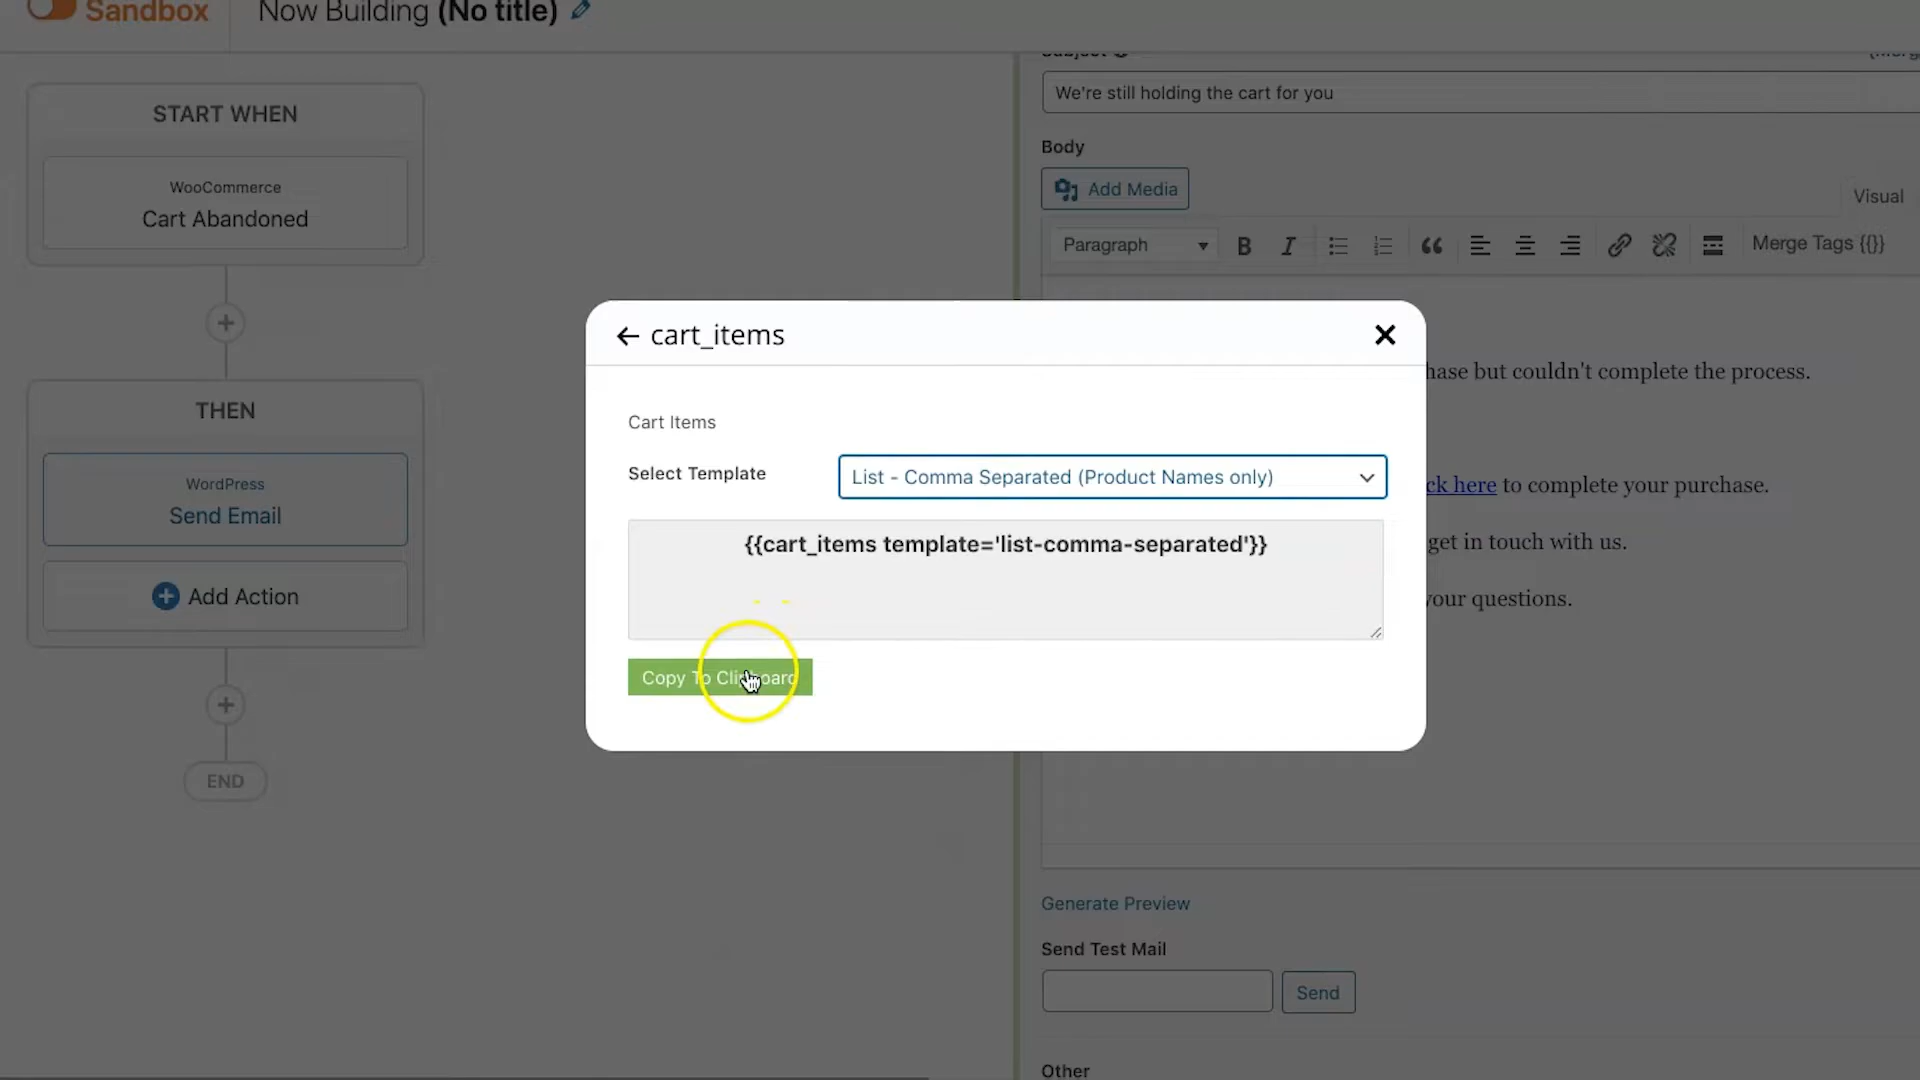 Sandbox
Now Building (No title)
START WHEN
WooCommerce
Cart Abandoned
THEN
WordPress
Send Email
Add Action
END
We're still holding the cart for you
Body
Add Media
Visual
Paragraph
Merge Tags {{}}
but couldn't complete the process.
here to complete your purchase.
get in touch with us.
your questions.
Generate Preview
Send Test Mail
Send
Other
cart_items
Cart Items
Select Template
List - Comma Separated (Product Names only)
{{cart_items template='list-comma-separated'}}
Copy To Clipboard